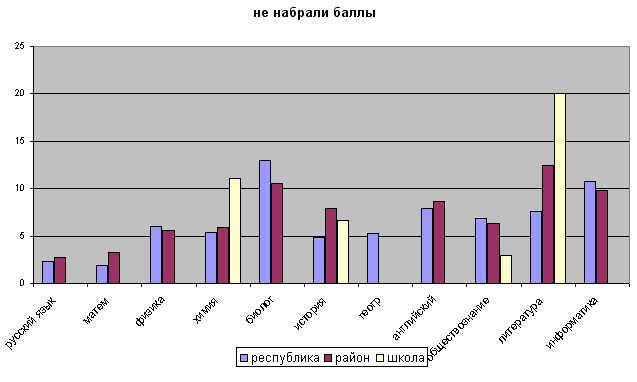 не набрали баллы
25
20
15
10
5
0
русский язык
матем
физика
химия
биолог
история
геогр
английский
обществознание
литература
информатика
республика район школа